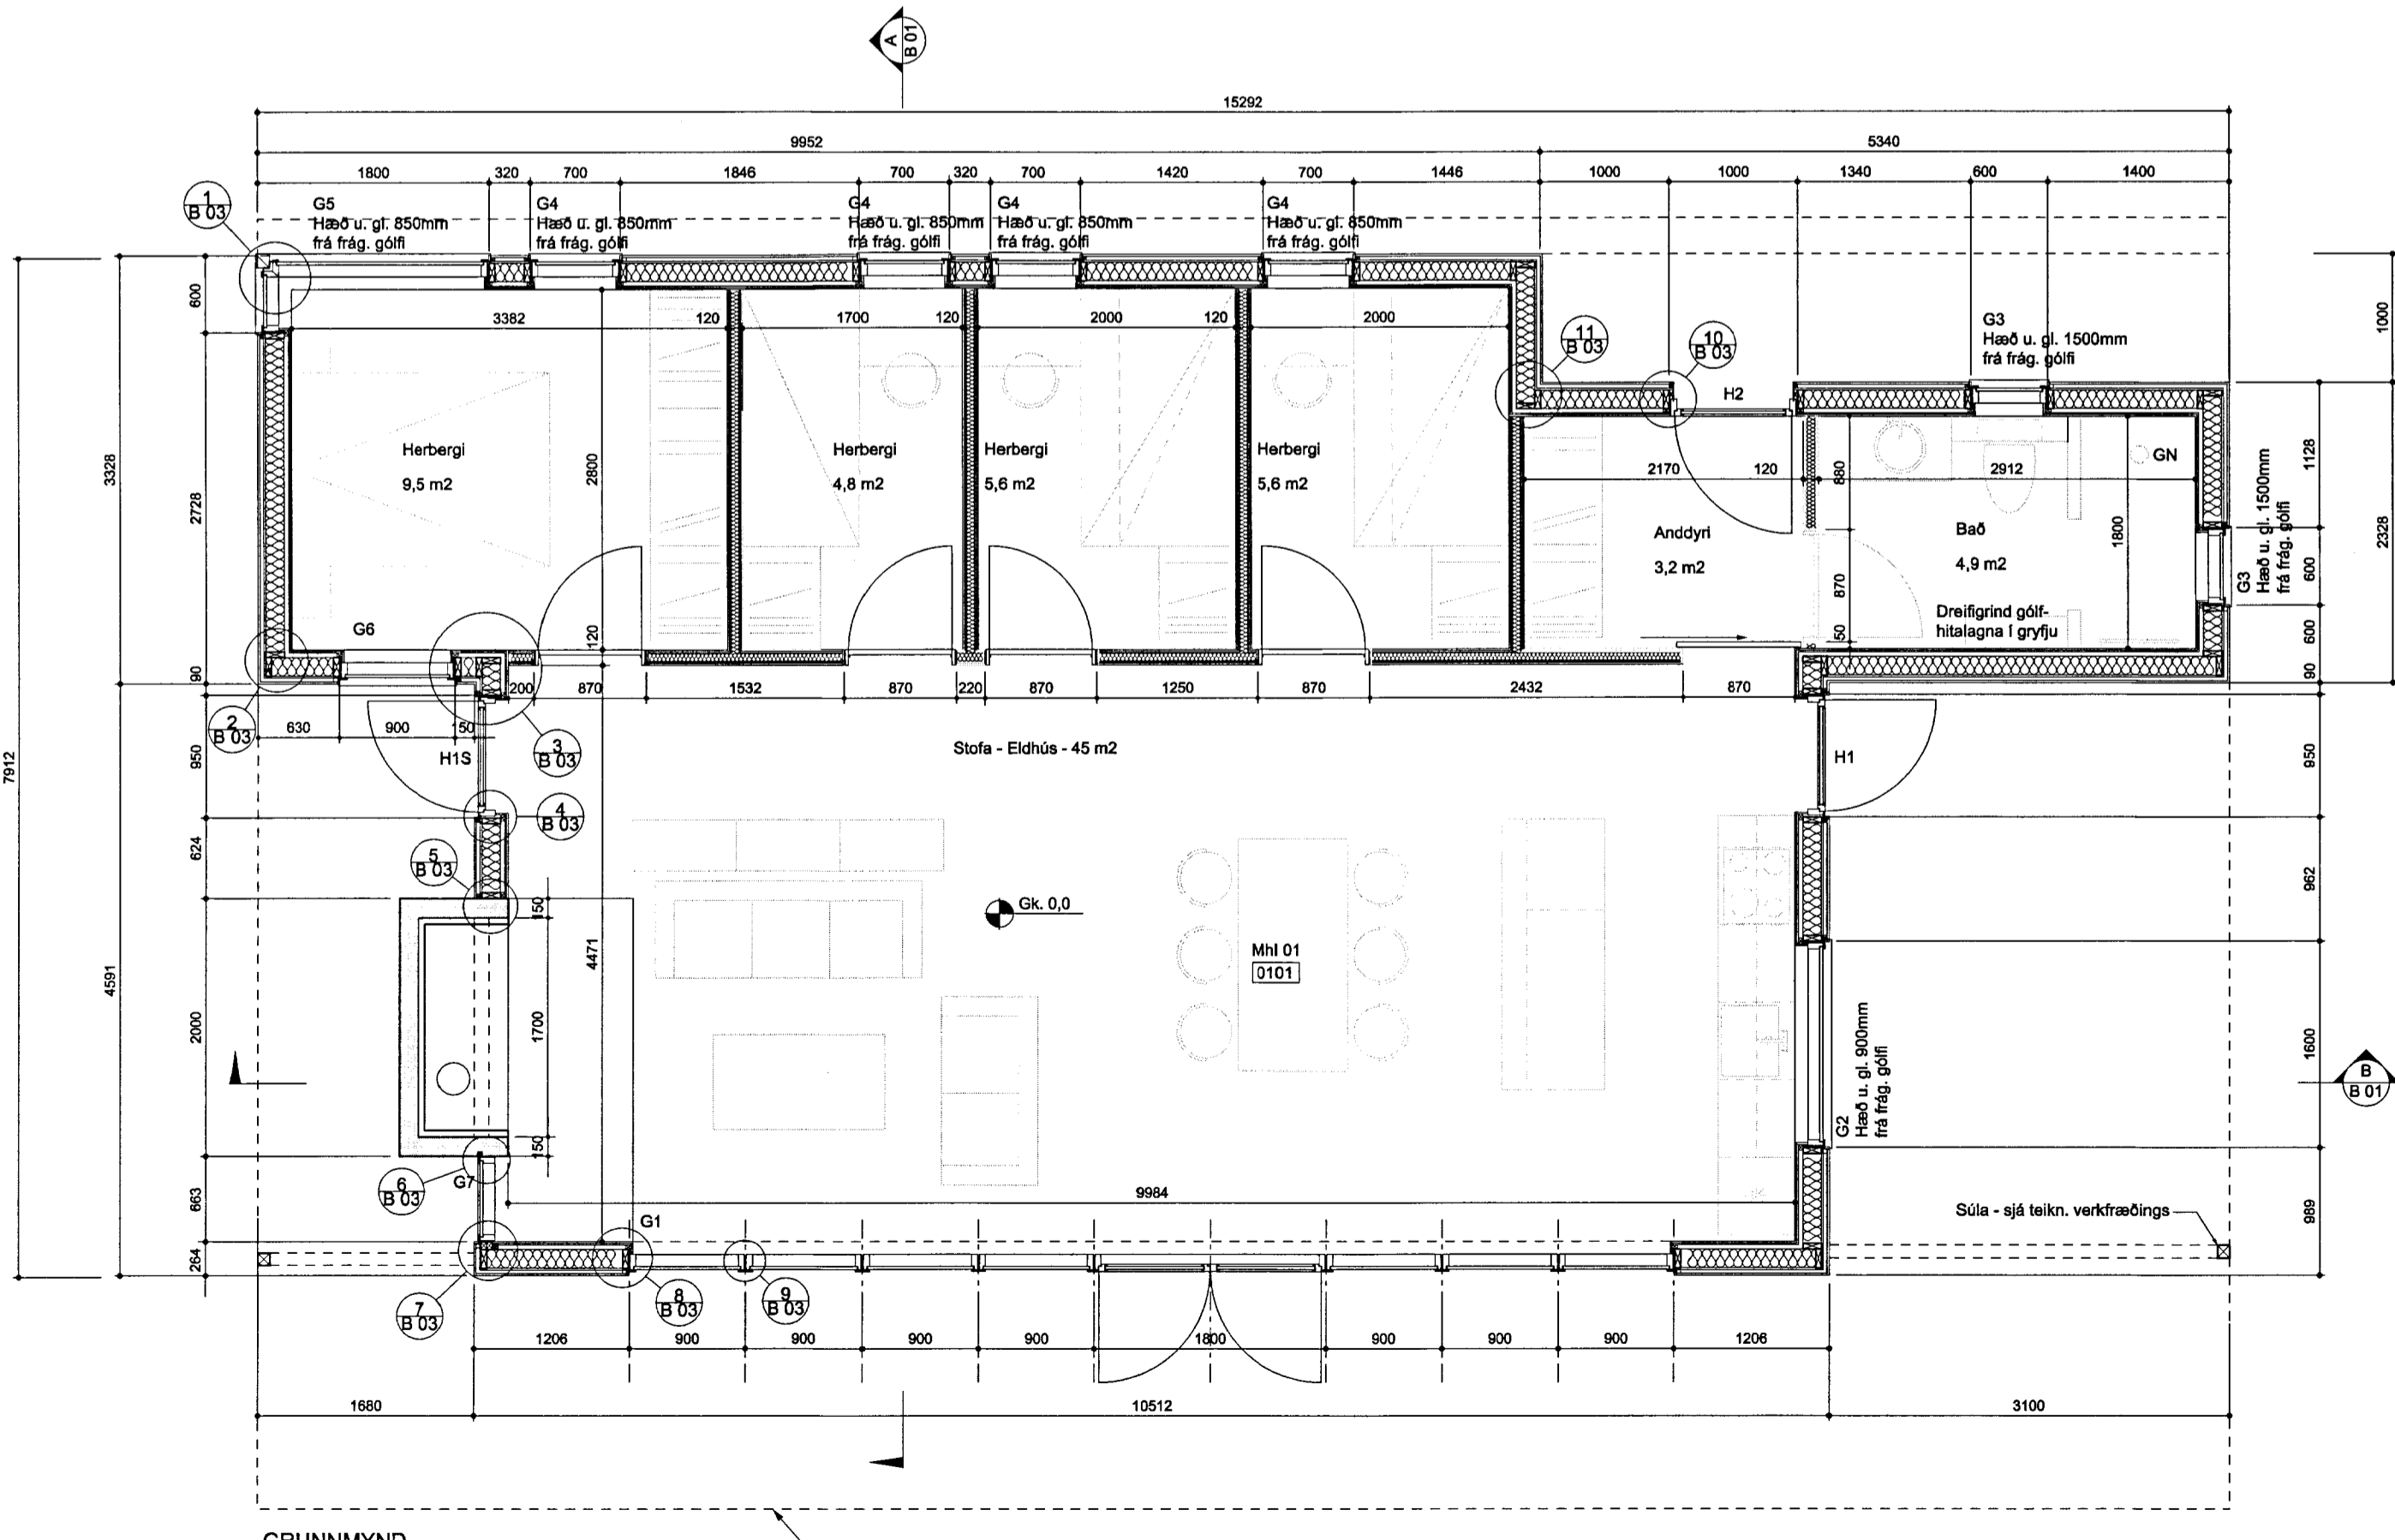 A
B 01
15292
9952
5340
1800
320
700
1846
700
320
700
1420
700
1446
1000
1000
1340
600
1400
1
B 03
G5
Hæð u. gl. 850mm
frá frág. gólfi
G4
Hæð u. gl. 850mm
frá frág. gólfi
G4
Hæð u. gl. 850mm
frá frág. gólfi
G4
Hæð u. gl. 850mm
frá frág. gólfi
G4
Hæð u. gl. 850mm
frá frág. gólfi
G3
Hæð u. gl. 1500mm
frá frág. gólfi
600
1000
3382
120
1700
120
2000
120
2000
11
B 03
10
B 03
H2
Herbergi
9,5 m2
Herbergi
4,8 m2
Herbergi
5,6 m2
Herbergi
5,6 m2
2800
3328
2728
2170
120
880
2912
GN
1128
Anddyri
3,2 m2
Bað
4,9 m2
1800
870
50
Dreifigrind gólf-
hitalagna í gryfju
G3
Hæð u. gl. 1500mm
frá frág. gólfi
600
2328
600
90
G6
120
90
200
870
1532
870
220
870
1250
870
2432
870
2
B 03
630
900
150
H1S
3
B 03
Stofa - Eldhús - 45 m2
H1
950
950
7912
4
B 03
624
5
B 03
962
150
Gk. 0,0
4471
Mhl 01
0101
4591
2000
1700
1600
G2
Hæð u. gl. 900mm
frá frág. gólfi
B
B 01
150
6
B 03
G7
663
9984
Súla - sjá teikn. verkfræðings
989
G1
264
7
B 03
8
B 03
9
B 03
1206
900
900
900
900
1800
900
900
900
1206
1680
10512
3100
GRUNNMYND